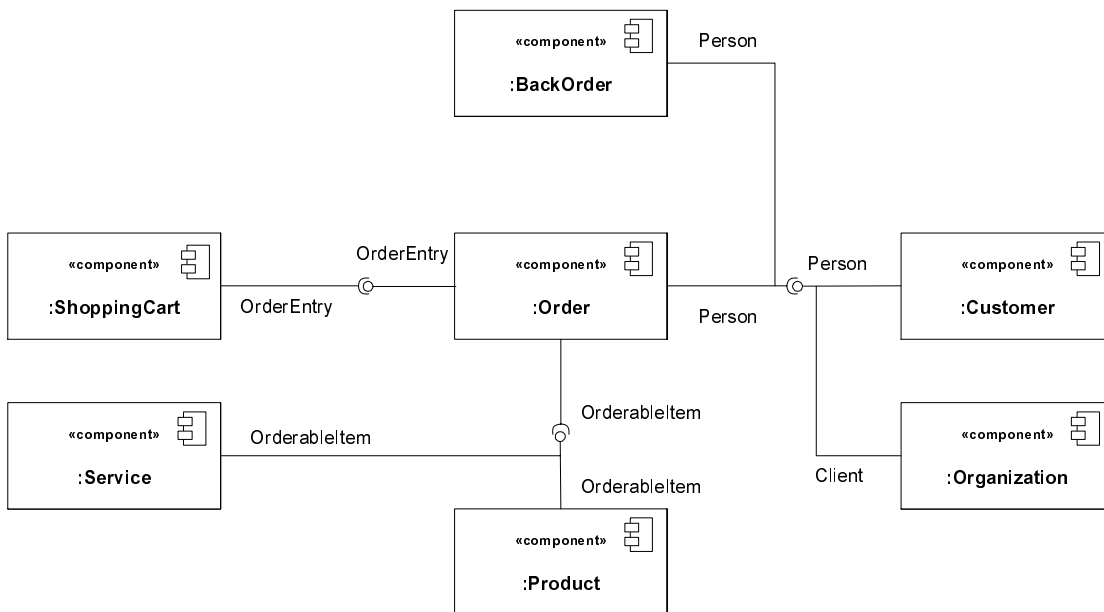 «component»
:BackOrder
Person
«component»
:ShoppingCart
OrderEntry
OrderEntry
«component»
:Order
Person
Person
«component»
:Customer
«component»
:Service
OrderableItem
OrderableItem
OrderableItem
«component»
:Product
Client
«component»
:Organization